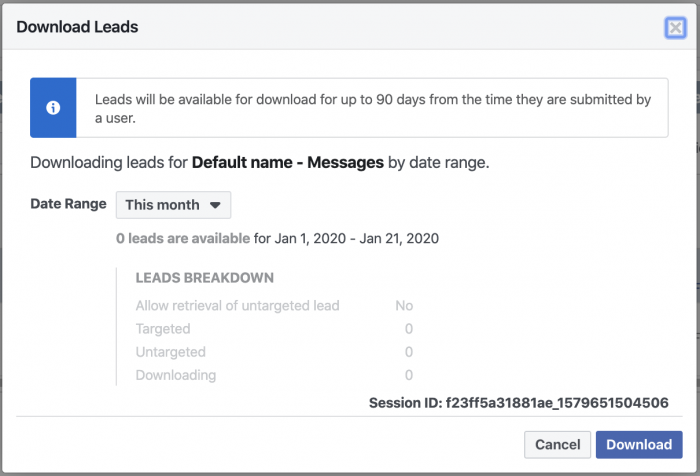 Download Leads
Leads will be available for download for up to 90 days from the time they are submitted by
a user.
Downloading leads for Default name - Messages by date range.
Date Range This month
0 leads are available for Jan 1, 2020 - Jan 21, 2020
LEADS BREAKDOWN
Allow retrieval of untargeted lead No
Targeted 0
Untargeted 0
Downloading 0
Session ID: f23ff5a31881ae_1579651504506
Cancel Download